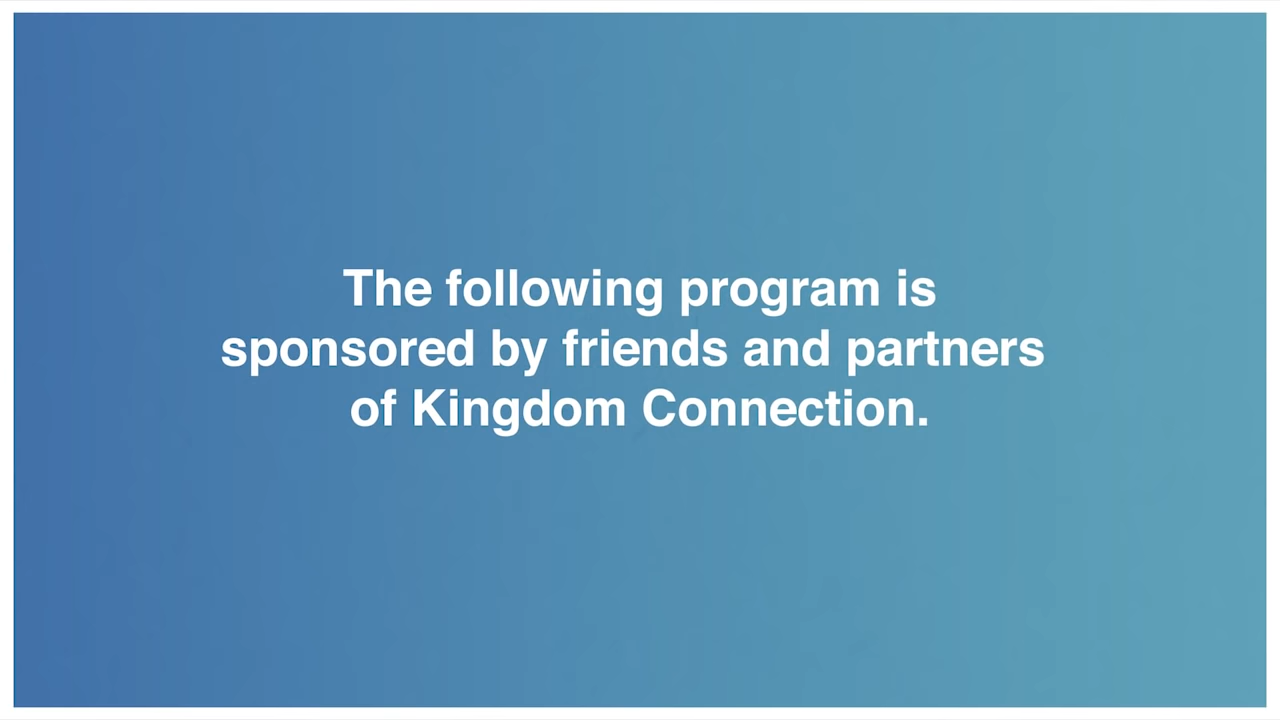 The following program is
sponsored by friends and partners
of Kingdom Connection.